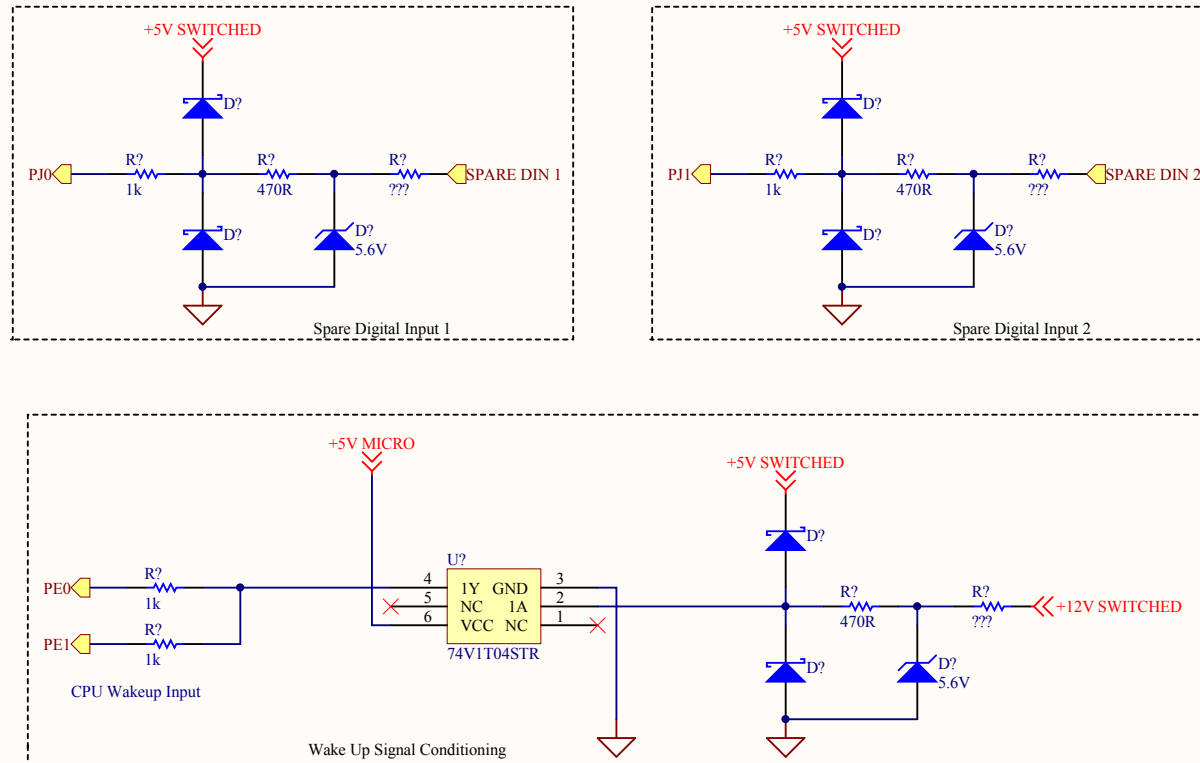 +5V SWITCHED
D?
PJ0
R?
1k
R?
470R
R?
???
SPARE DIN 1
D?
D?
5.6V
Spare Digital Input 1
+5V SWITCHED
D?
PJ1
R?
1k
R?
470R
R?
???
SPARE DIN 2
D?
D?
5.6V
Spare Digital Input 2
+5V MICRO
+5V SWITCHED
D?
PE0
R?
1k
PE1
R?
1k
CPU Wakeup Input
U?
4 1Y GND 3
5 NC 1A 2
6 VCC NC 1
74V1T04STR
R?
470R
R?
???
+12V SWITCHED
D?
D?
5.6V
Wake Up Signal Conditioning